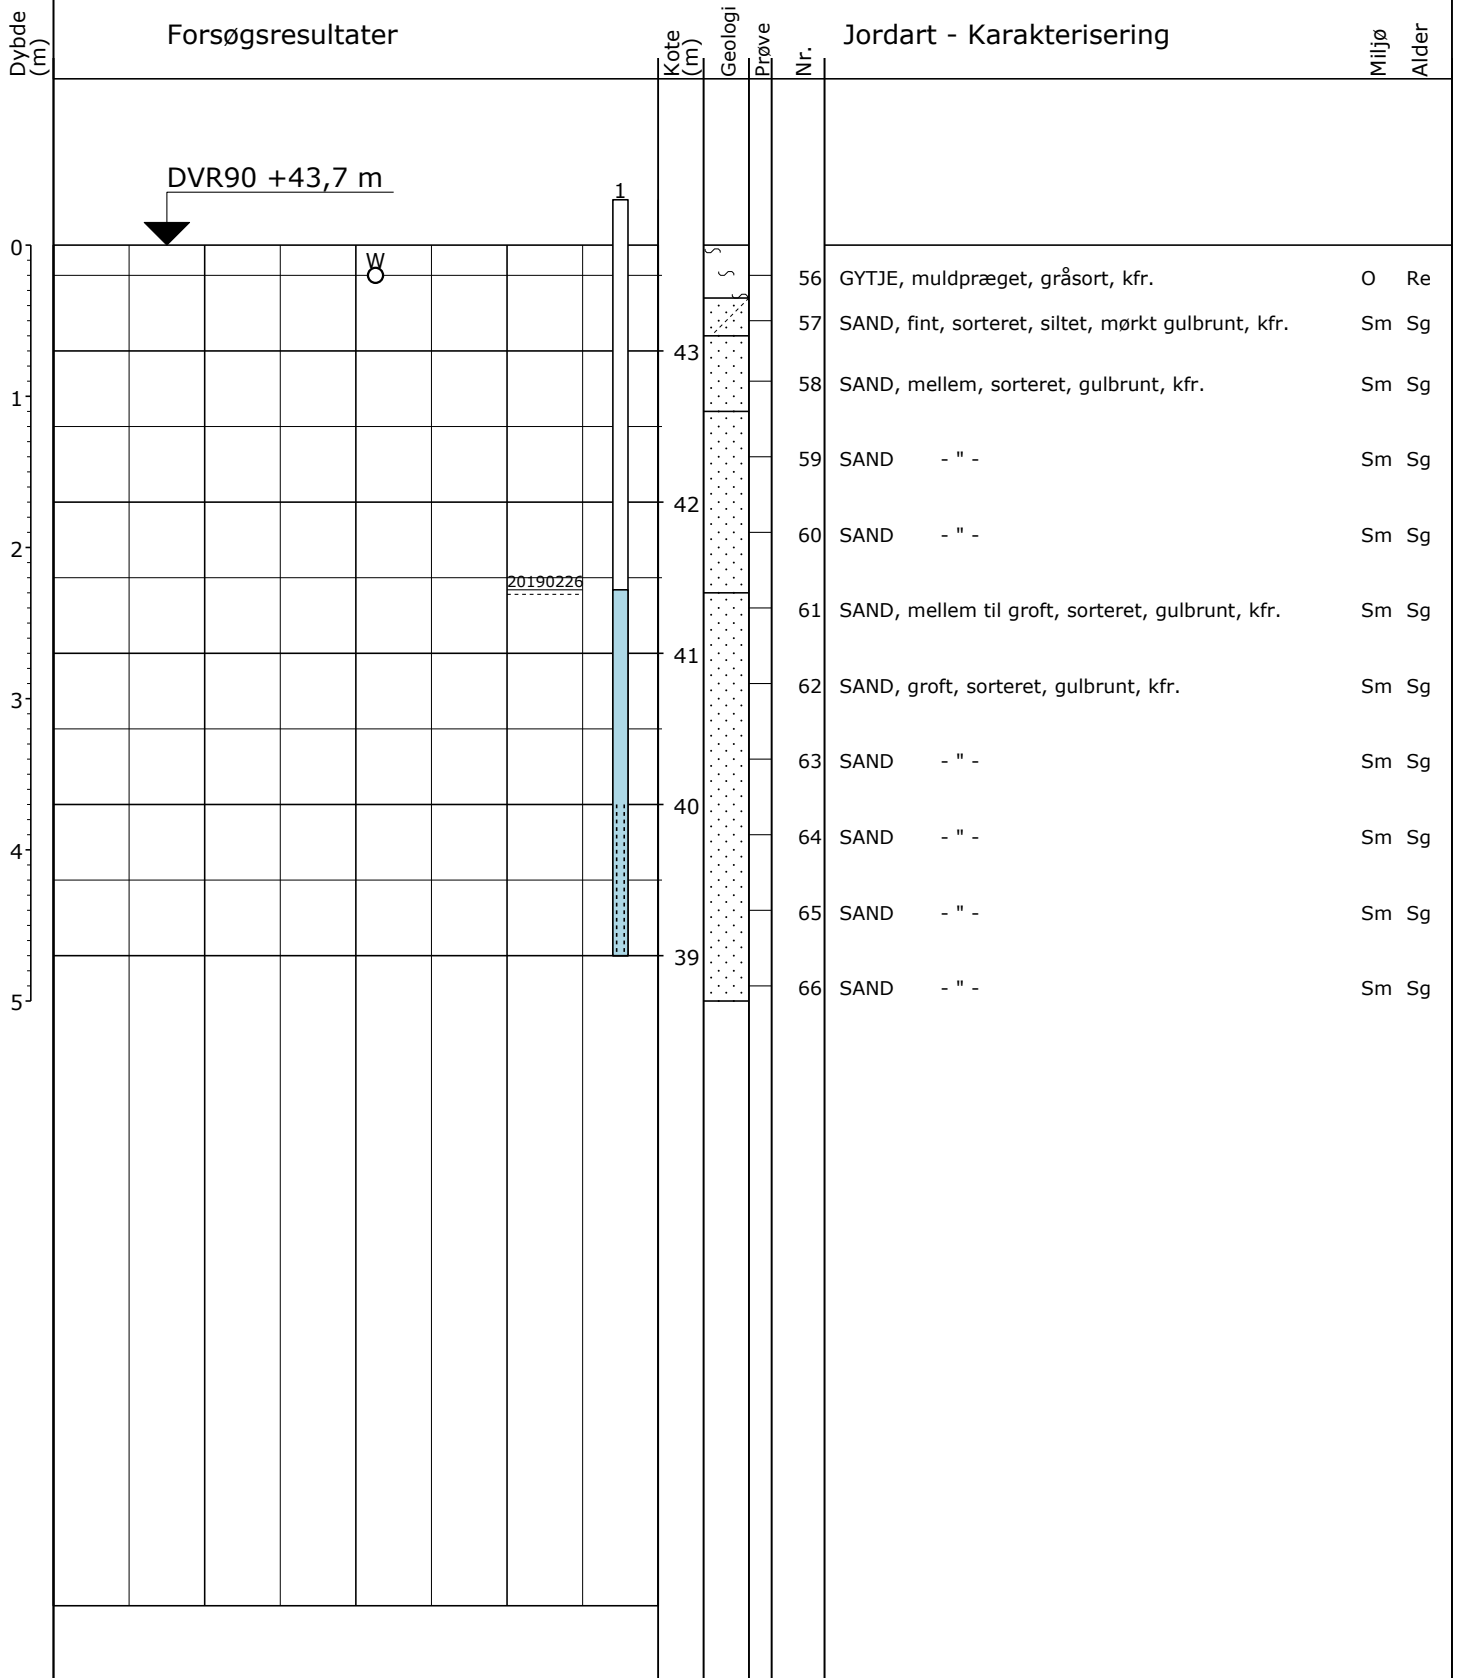 Dybde (m) Forsøgsresultater Kote (m) Geologi Prøve Nr. Jordart - Karakterisering Miljø Alder
DVR90 +43,7 m
1
0
W
56 GYTJE, muldpræget, gråsort, kfr. O Re
57 SAND, fint, sorteret, siltet, mørkt gulbrunt, kfr. Sm Sg
43
58 SAND, mellem, sorteret, gulbrunt, kfr. Sm Sg
1
59 SAND - " - Sm Sg
42
60 SAND - " - Sm Sg
2
20190226
61 SAND, mellem til groft, sorteret, gulbrunt, kfr. Sm Sg
41
62 SAND, groft, sorteret, gulbrunt, kfr. Sm Sg
3
63 SAND - " - Sm Sg
40
64 SAND - " - Sm Sg
4
65 SAND - " - Sm Sg
39
66 SAND - " - Sm Sg
5